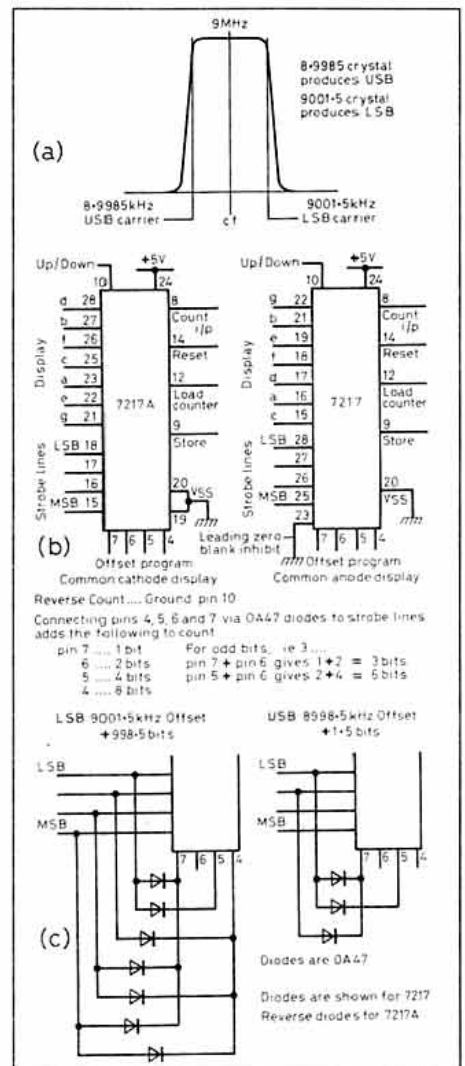 9MHz
8•9985 crystal
produces USB
9001•5 crystal
produces LSB
(a)
8•9985kHz
USB carrier
cf
9001•5kHz
LSB carrier
Up/Down
+5V
10
24
d 28
b 27
f 26
c 25
a 23
e 22
g 21
Display
LSB 18
17
16
MSB 15
Strobe lines
7217A
8
Count
i/p
14
Reset
12
Load
counter
9
Store
20
VSS
19
7 6 5 4
Offset program
Common cathode display
Up/Down
+5V
10
24
g 22
b 21
e 19
f 18
d 17
a 16
c 15
Display
LSB 28
27
26
MSB 25
23
Strobe lines
7217
8
Count
i/p
14
Reset
12
Load
counter
9
Store
20
VSS
Leading zero
blank inhibit
7 6 5 4
Offset program
Common anode display
(b)
Reverse Count.... Ground pin 10
Connecting pins 4, 5, 6 and 7 via OA47 diodes to strobe lines
adds the following to count
pin 7 .... 1 bit
6 .... 2 bits
5 .... 4 bits
4 .... 8 bits
For odd bits, ie 3....
pin 7 + pin 6 gives 1+2 = 3bits
pin 5 + pin 6 gives 2+4 = 6bits
LSB 9001•5kHz Offset
+998•5 bits
LSB
MSB
7 6 5 4
USB 8998•5kHz Offset
+1•5 bits
LSB
MSB
7 6 5 4
(c)
Diodes are OA47
Diodes are shown for 7217
Reverse diodes for 7217A